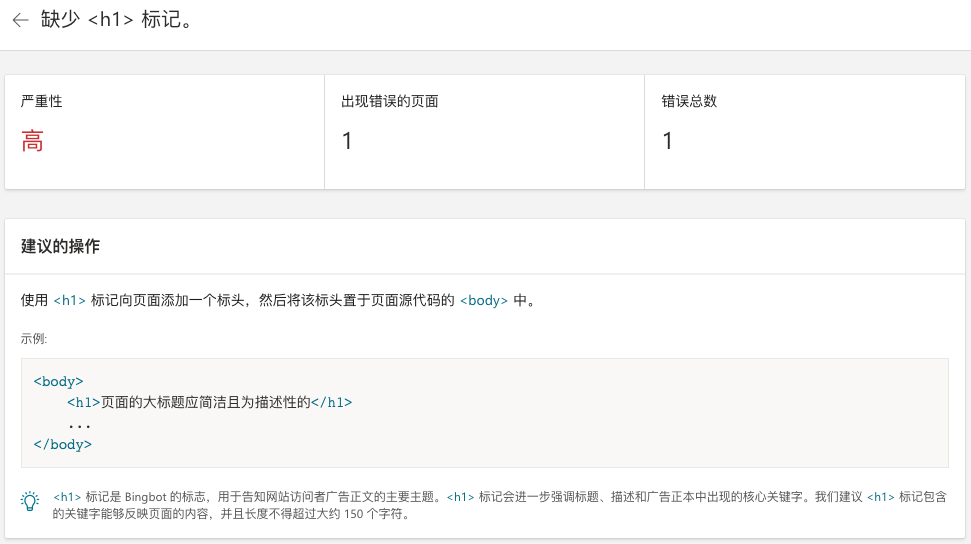 ← 缺少 <h1> 标记。
严重性
高
出现错误的页面
1
错误总数
1
建议的操作
使用 <h1> 标记向页面添加一个标头，然后将该标头置于页面源代码的 <body> 中。
示例:
<body>
<h1>页面的大标题应简洁且为描述性的</h1>
...
</body>
<h1> 标记是 Bingbot 的标志，用于告知网站访问者广告正文的主要主题。<h1> 标记会进一步强调标题、描述和广告正本中出现的核心关键字。我们建议 <h1> 标记包含
的关键字能够反映页面的内容，并且长度不得超过大约 150 个字符。